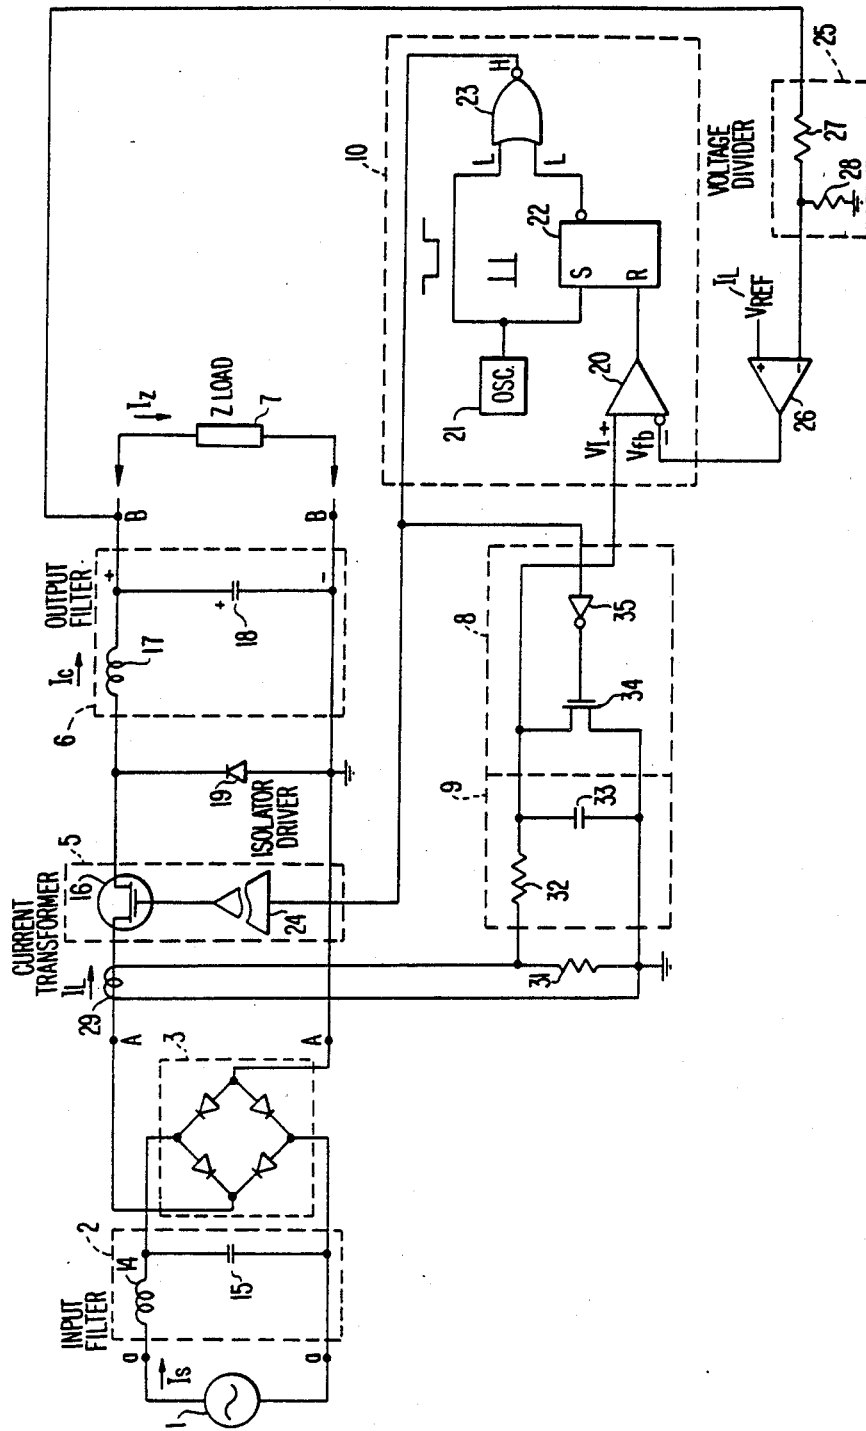 1
a
a
Is
INPUT
FILTER
2
14
15
3
A
A
CURRENT
TRANSFORMER
29
IL
5
16
24
ISOLATOR
DRIVER
19
6
Ic
17
OUTPUT
FILTER
+
-
+
18
B
B
Iz
Z LOAD
7
31
9
32
33
8
34
35
10
VI +
Vfb -
20
21
OSC.
S
R
22
L
L
23
H
VOLTAGE
DIVIDER
25
27
28
IL
VREF
+
-
26